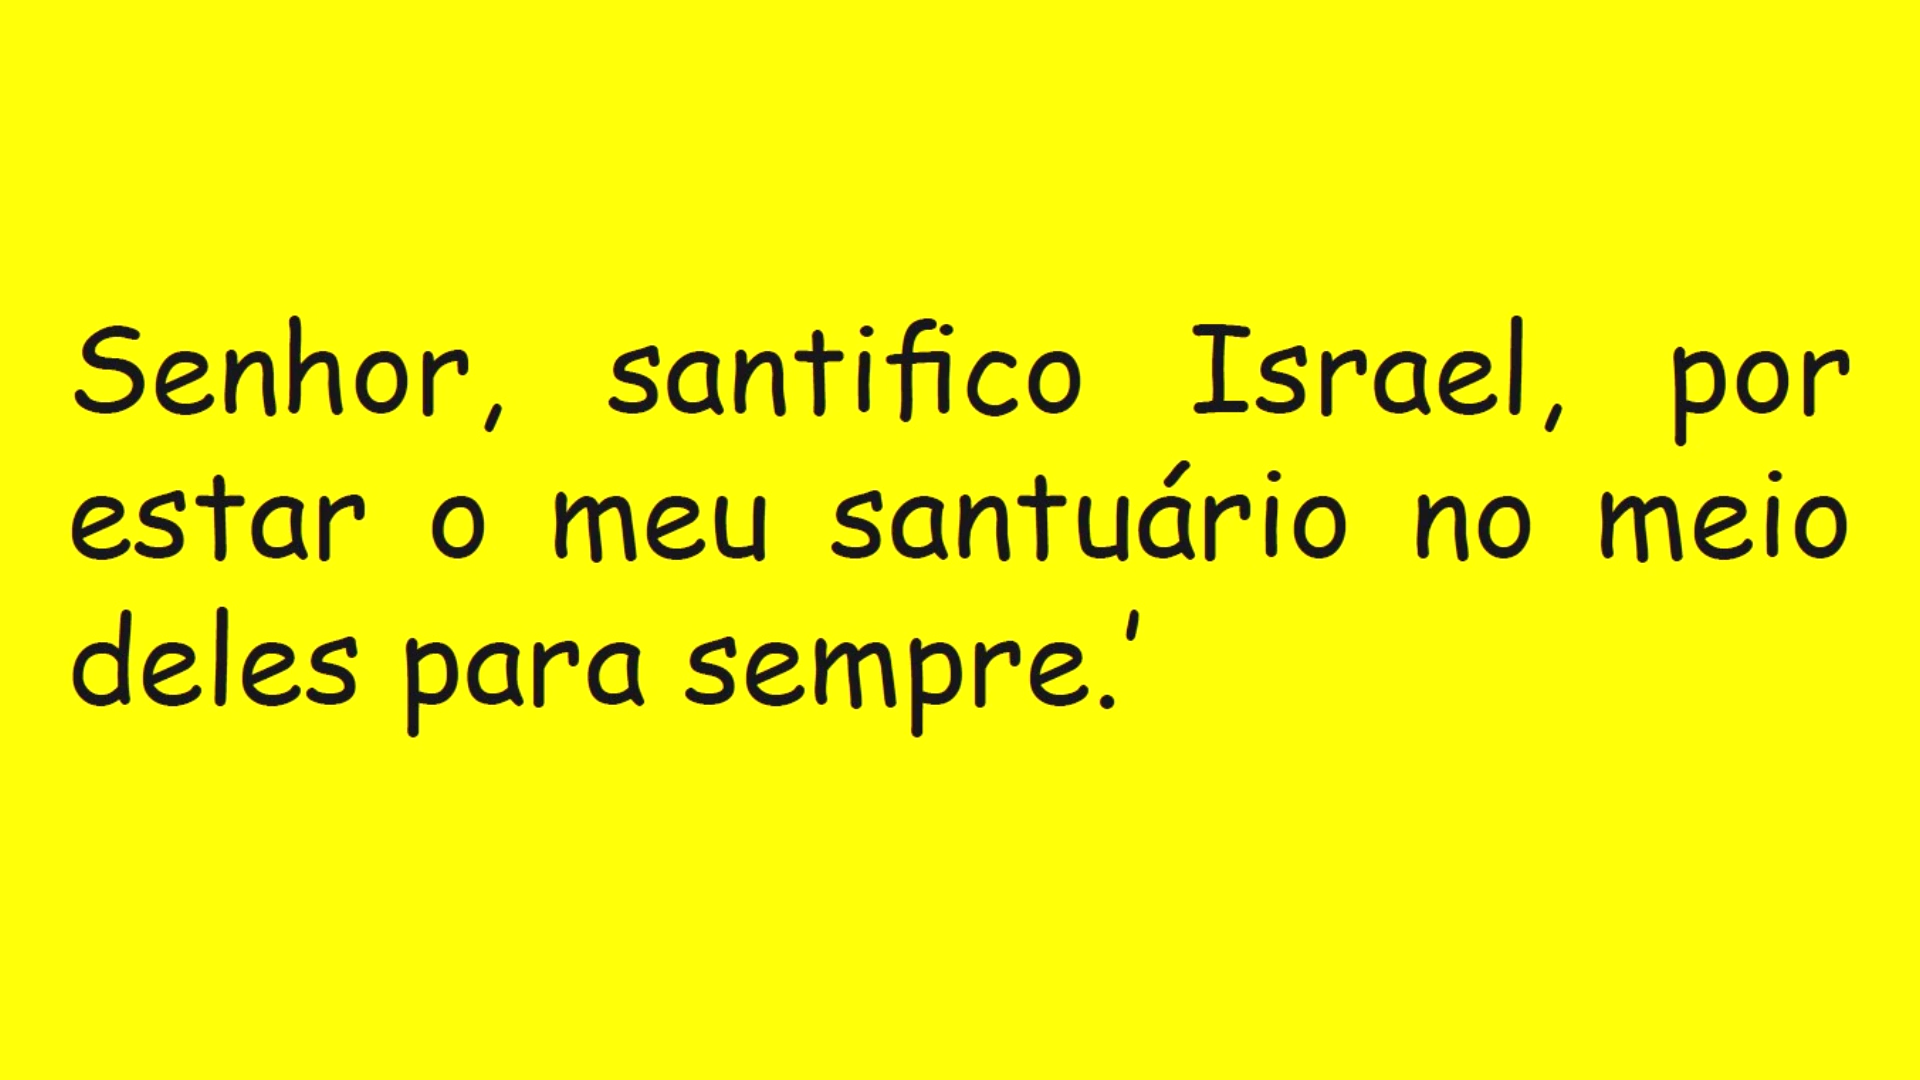 Senhor, santifico Israel, por
estar o meu santuário no meio
deles para sempre.’